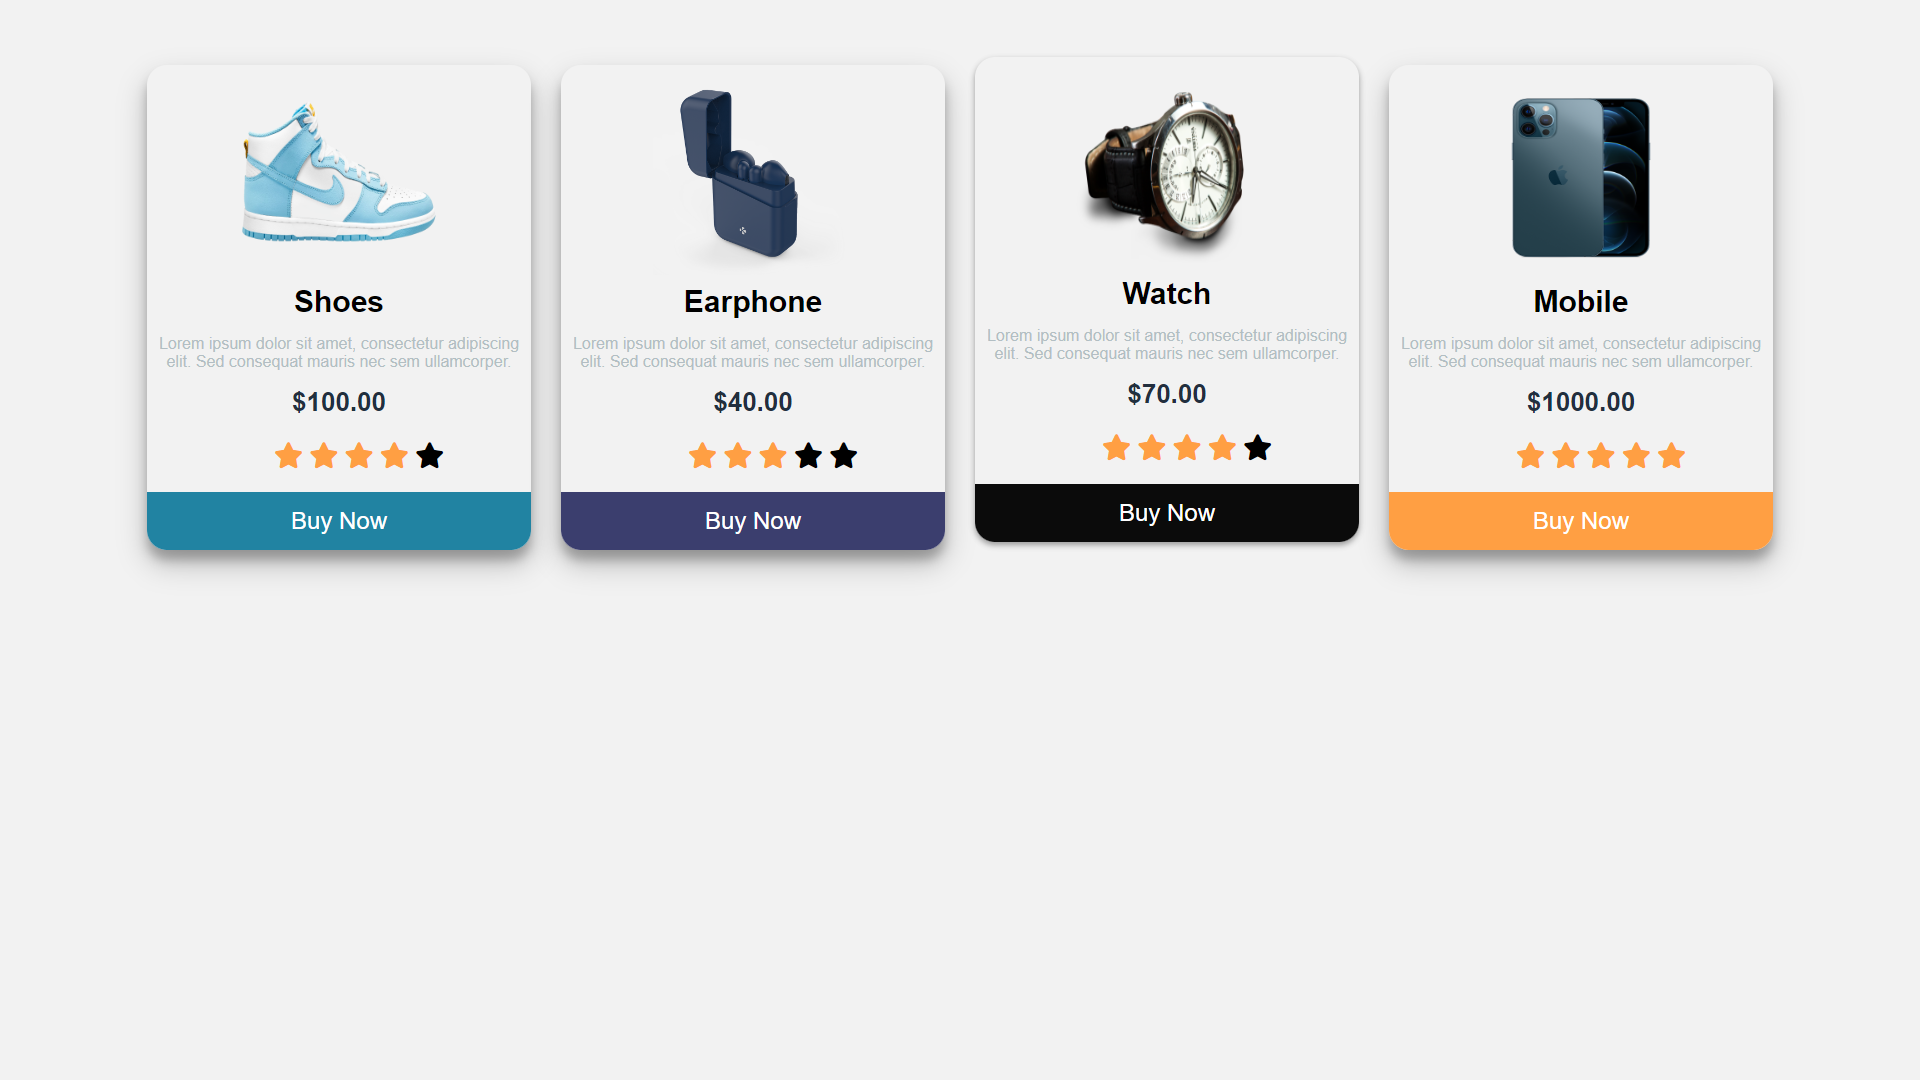 Shoes
Lorem ipsum dolor sit amet, consectetur adipiscing
elit. Sed consequat mauris nec sem ullamcorper.
$100.00
Buy Now
Earphone
Lorem ipsum dolor sit amet, consectetur adipiscing
elit. Sed consequat mauris nec sem ullamcorper.
$40.00
Buy Now
Watch
Lorem ipsum dolor sit amet, consectetur adipiscing
elit. Sed consequat mauris nec sem ullamcorper.
$70.00
Buy Now
Mobile
Lorem ipsum dolor sit amet, consectetur adipiscing
elit. Sed consequat mauris nec sem ullamcorper.
$1000.00
Buy Now